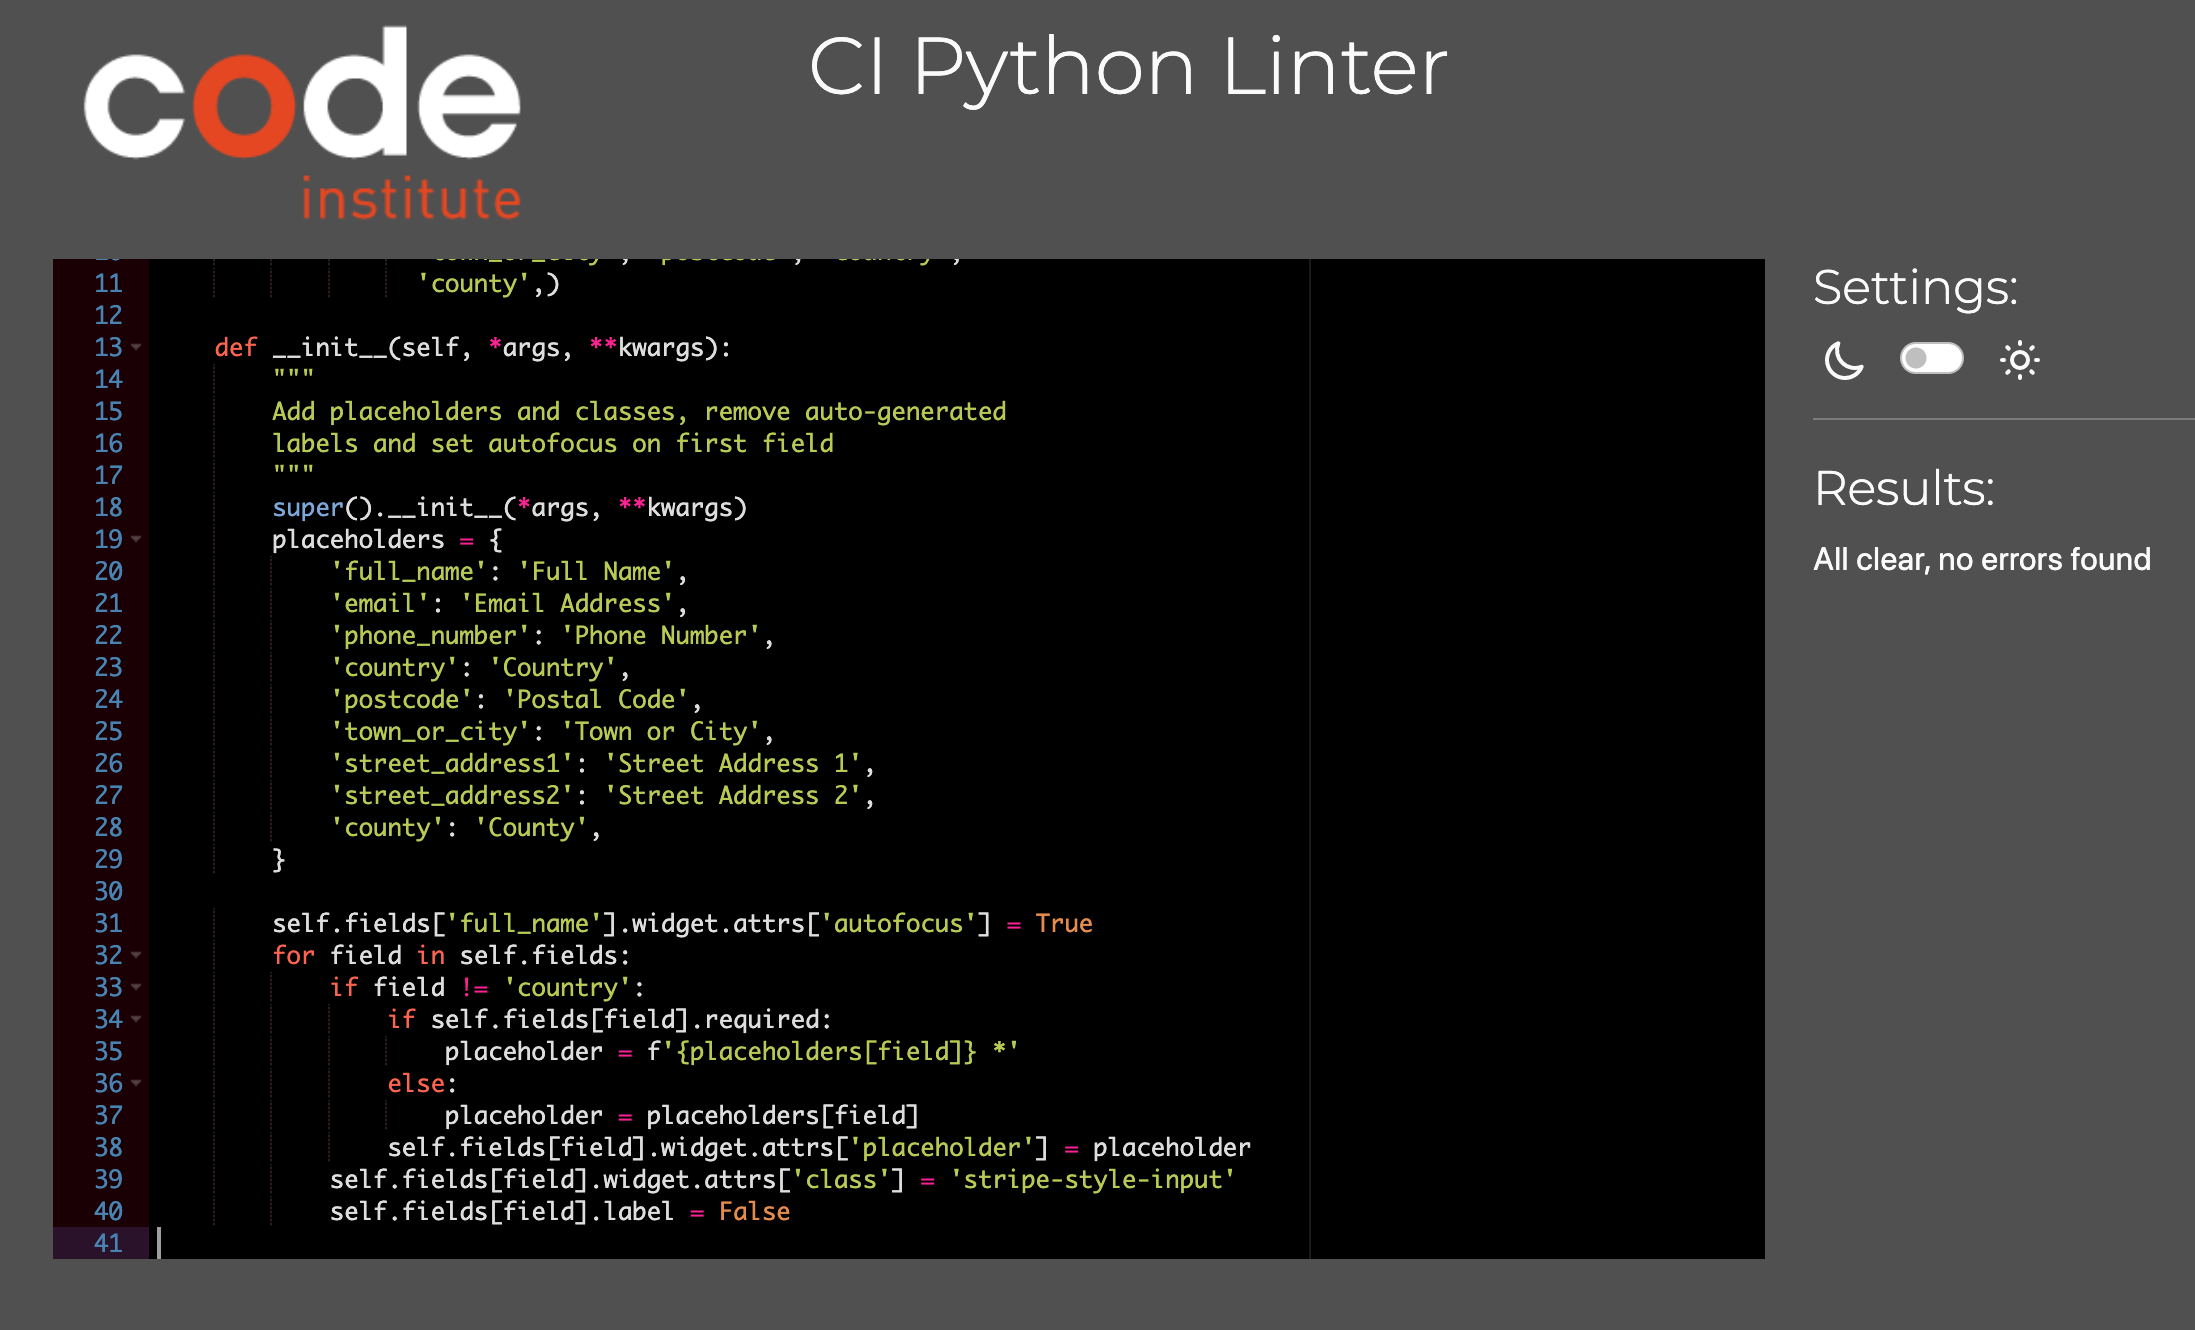 code
institute
CI Python Linter
11 'county',)
12
13 def __init__(self, *args, **kwargs):
14 """
15 Add placeholders and classes, remove auto-generated
16 labels and set autofocus on first field
17 """
18 super().__init__(*args, **kwargs)
19 placeholders = {
20 'full_name': 'Full Name',
21 'email': 'Email Address',
22 'phone_number': 'Phone Number',
23 'country': 'Country',
24 'postcode': 'Postal Code',
25 'town_or_city': 'Town or City',
26 'street_address1': 'Street Address 1',
27 'street_address2': 'Street Address 2',
28 'county': 'County',
29 }
30
31 self.fields['full_name'].widget.attrs['autofocus'] = True
32 for field in self.fields:
33 if field != 'country':
34 if self.fields[field].required:
35 placeholder = f'{placeholders[field]} *'
36 else:
37 placeholder = placeholders[field]
38 self.fields[field].widget.attrs['placeholder'] = placeholder
39 self.fields[field].widget.attrs['class'] = 'stripe-style-input'
40 self.fields[field].label = False
41
Settings:
Results:
All clear, no errors found